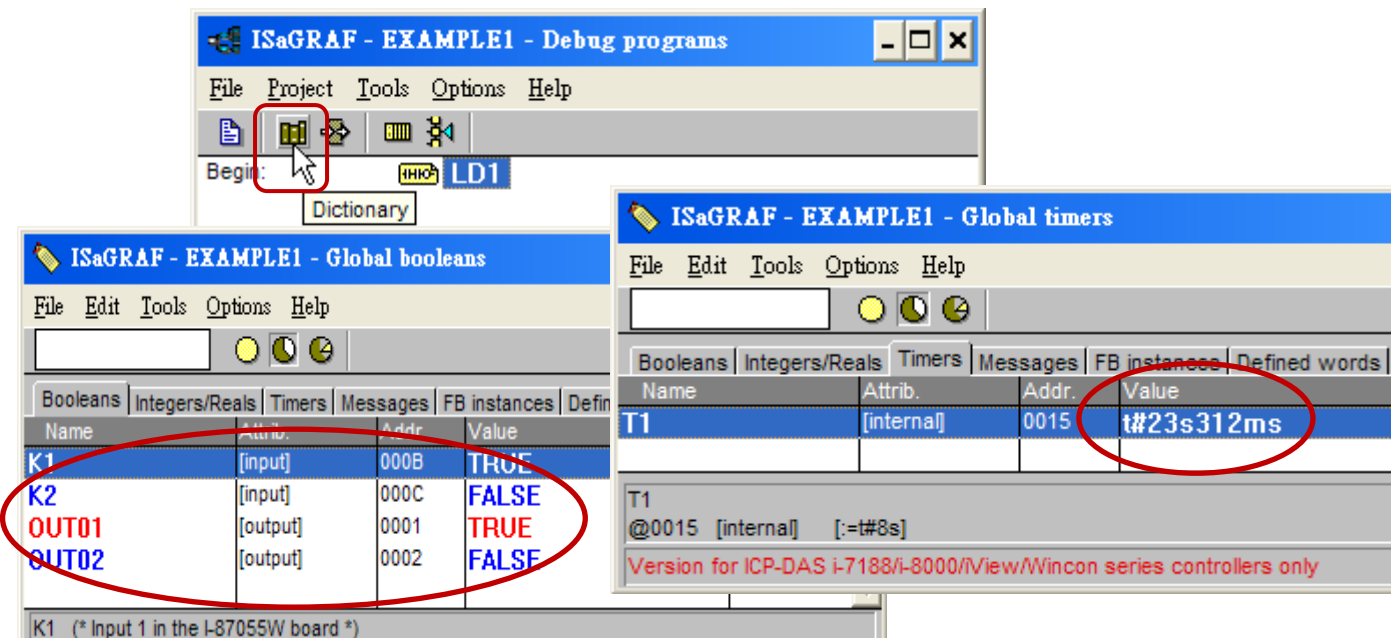 ISaGRAF - EXAMPLE1 - Debug programs
File Project Tools Options Help
Begin: LD1
Dictionary
ISaGRAF - EXAMPLE1 - Global booleans
File Edit Tools Options Help
Booleans Integers/Reals Timers Messages FB instances Defin
Name Attrib. Addr. Value
K1 [input] 000B TRUE
K2 [input] 000C FALSE
OUT01 [output] 0001 TRUE
OUT02 [output] 0002 FALSE
K1 (* Input 1 in the I-87055W board *)
ISaGRAF - EXAMPLE1 - Global timers
File Edit Tools Options Help
Booleans Integers/Reals Timers Messages FB instances Defined words
Name Attrib. Addr. Value
T1 [internal] 0015 t#23s312ms
T1
@0015 [internal] [:=t#8s]
Version for ICP-DAS i-7188/i-8000/iView/Wincon series controllers only